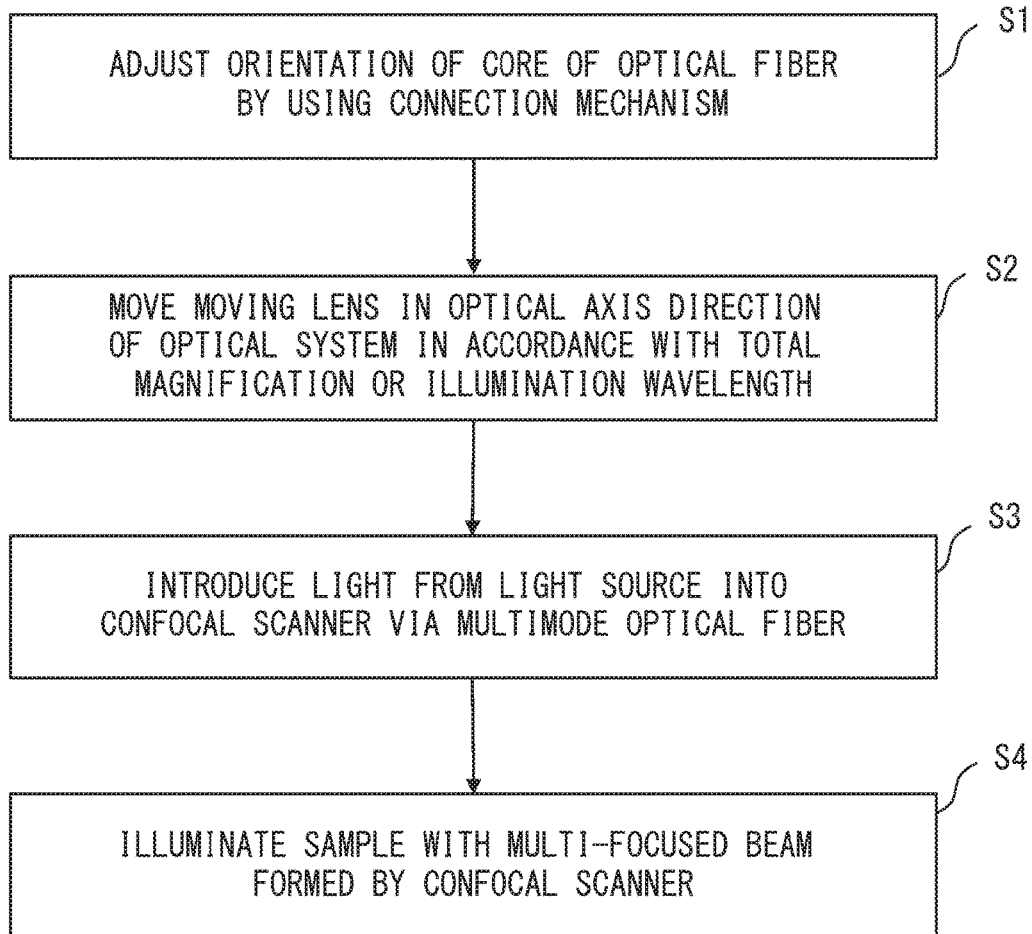 S1
ADJUST ORIENTATION OF CORE OF OPTICAL FIBER
BY USING CONNECTION MECHANISM
S2
MOVE MOVING LENS IN OPTICAL AXIS DIRECTION
OF OPTICAL SYSTEM IN ACCORDANCE WITH TOTAL
MAGNIFICATION OR ILLUMINATION WAVELENGTH
S3
INTRODUCE LIGHT FROM LIGHT SOURCE INTO
CONFOCAL SCANNER VIA MULTIMODE OPTICAL FIBER
S4
ILLUMINATE SAMPLE WITH MULTI-FOCUSED BEAM
FORMED BY CONFOCAL SCANNER